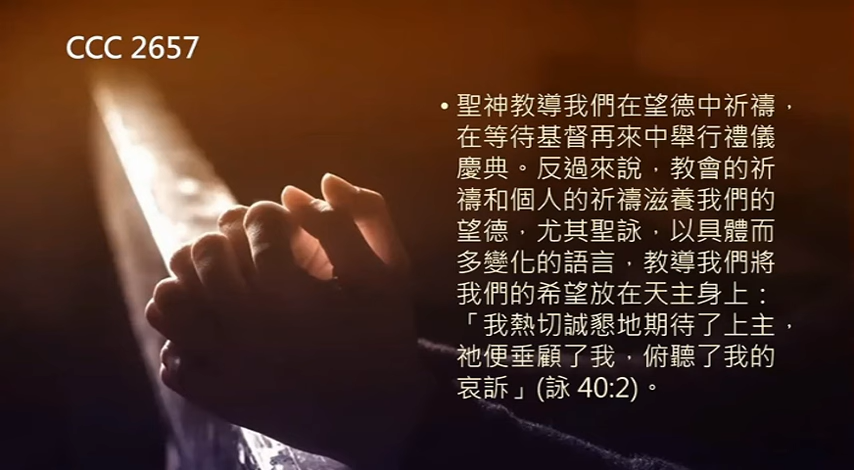 CCC 2657
• 聖神教導我們在望德中祈禱，
在等待基督再來中舉行禮儀
慶典。反過來說，教會的祈
禱和個人的祈禱滋養我們的
望德，尤其聖詠，以具體而
多變化的語言，教導我們將
我們的希望放在天主身上：
「我熱切誠懇地期待了上主，
祂便垂顧了我，俯聽了我的
哀訴」(詠 40:2)。